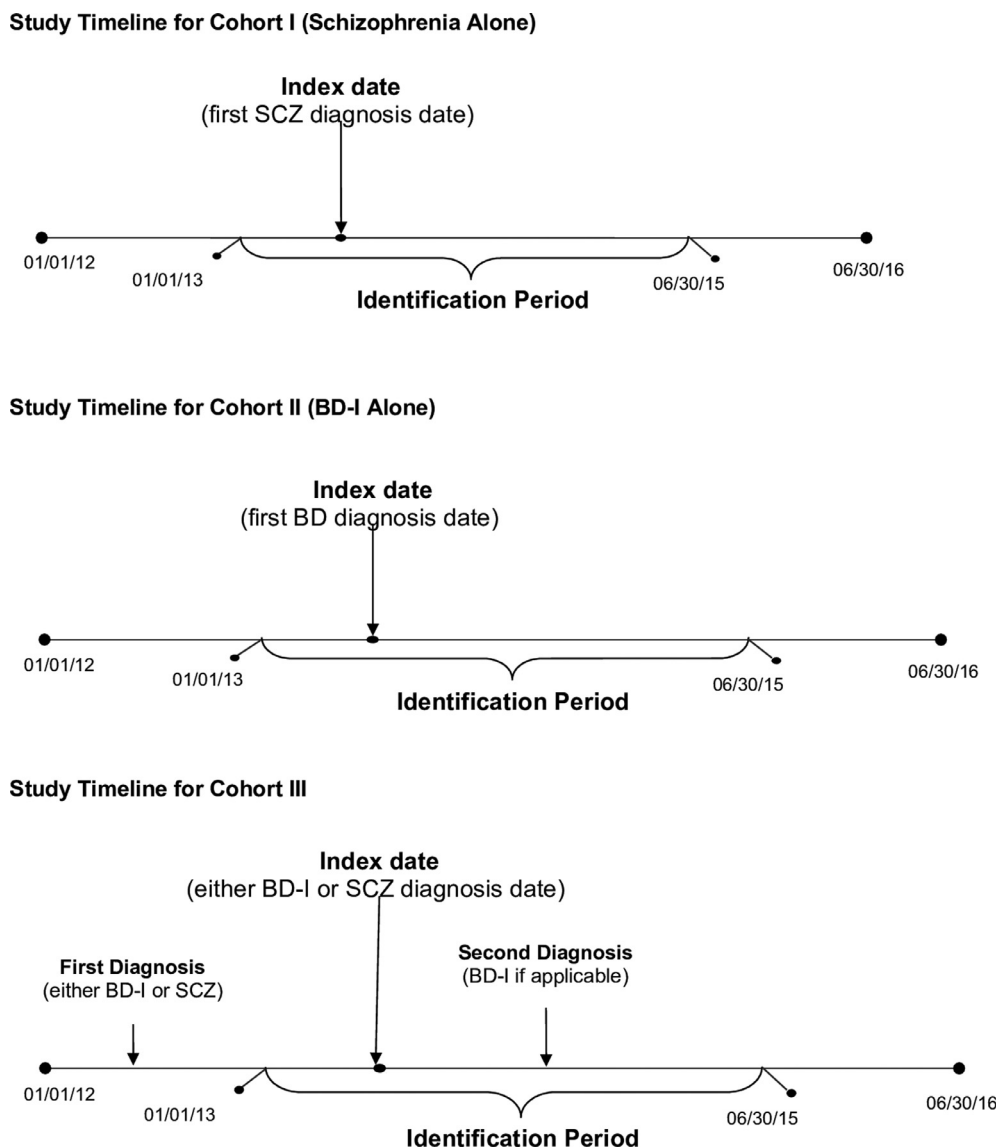 Study Timeline for Cohort I (Schizophrenia Alone)
Index date
(first SCZ diagnosis date)
01/01/12
01/01/13
06/30/15
06/30/16
Identification Period
Study Timeline for Cohort II (BD-I Alone)
Index date
(first BD diagnosis date)
01/01/12
01/01/13
06/30/15
06/30/16
Identification Period
Study Timeline for Cohort III
Index date
(either BD-I or SCZ diagnosis date)
First Diagnosis
(either BD-I or SCZ)
Second Diagnosis
(BD-I if applicable)
01/01/12
01/01/13
06/30/15
06/30/16
Identification Period